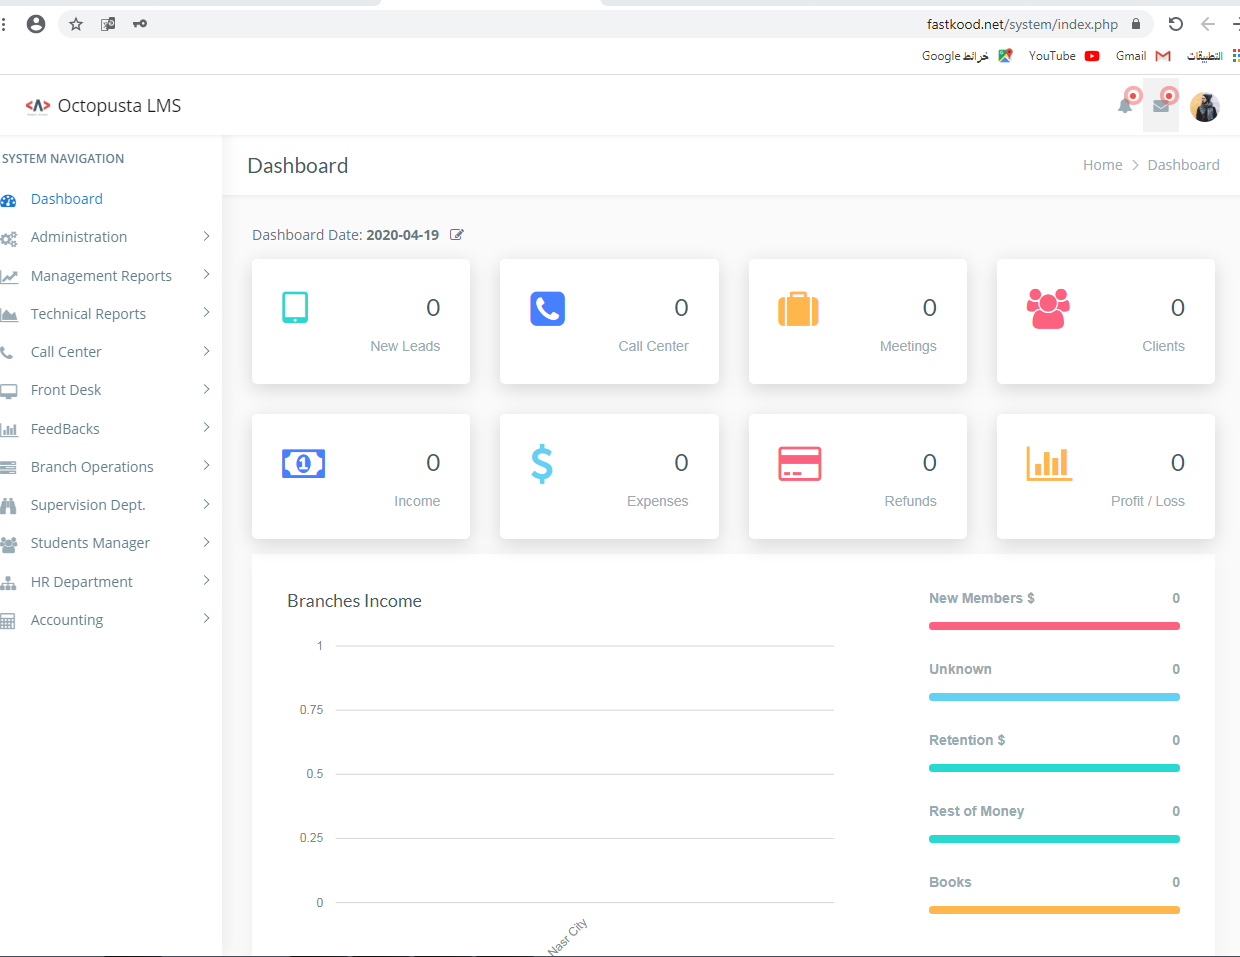 fastkood.net/system/index.php
التطبيقات
Gmail
YouTube
خرائط Google
Octopusta LMS
SYSTEM NAVIGATION
Dashboard
Administration
Management Reports
Technical Reports
Call Center
Front Desk
FeedBacks
Branch Operations
Supervision Dept.
Students Manager
HR Department
Accounting
Dashboard
Home > Dashboard
Dashboard Date: 2020-04-19
0
New Leads
0
Call Center
0
Meetings
0
Clients
1
0
Income
0
Expenses
0
Refunds
0
Profit / Loss
Branches Income
1
0.75
0.5
0.25
0
Nasr City
New Members $ 0
Unknown 0
Retention $ 0
Rest of Money 0
Books 0